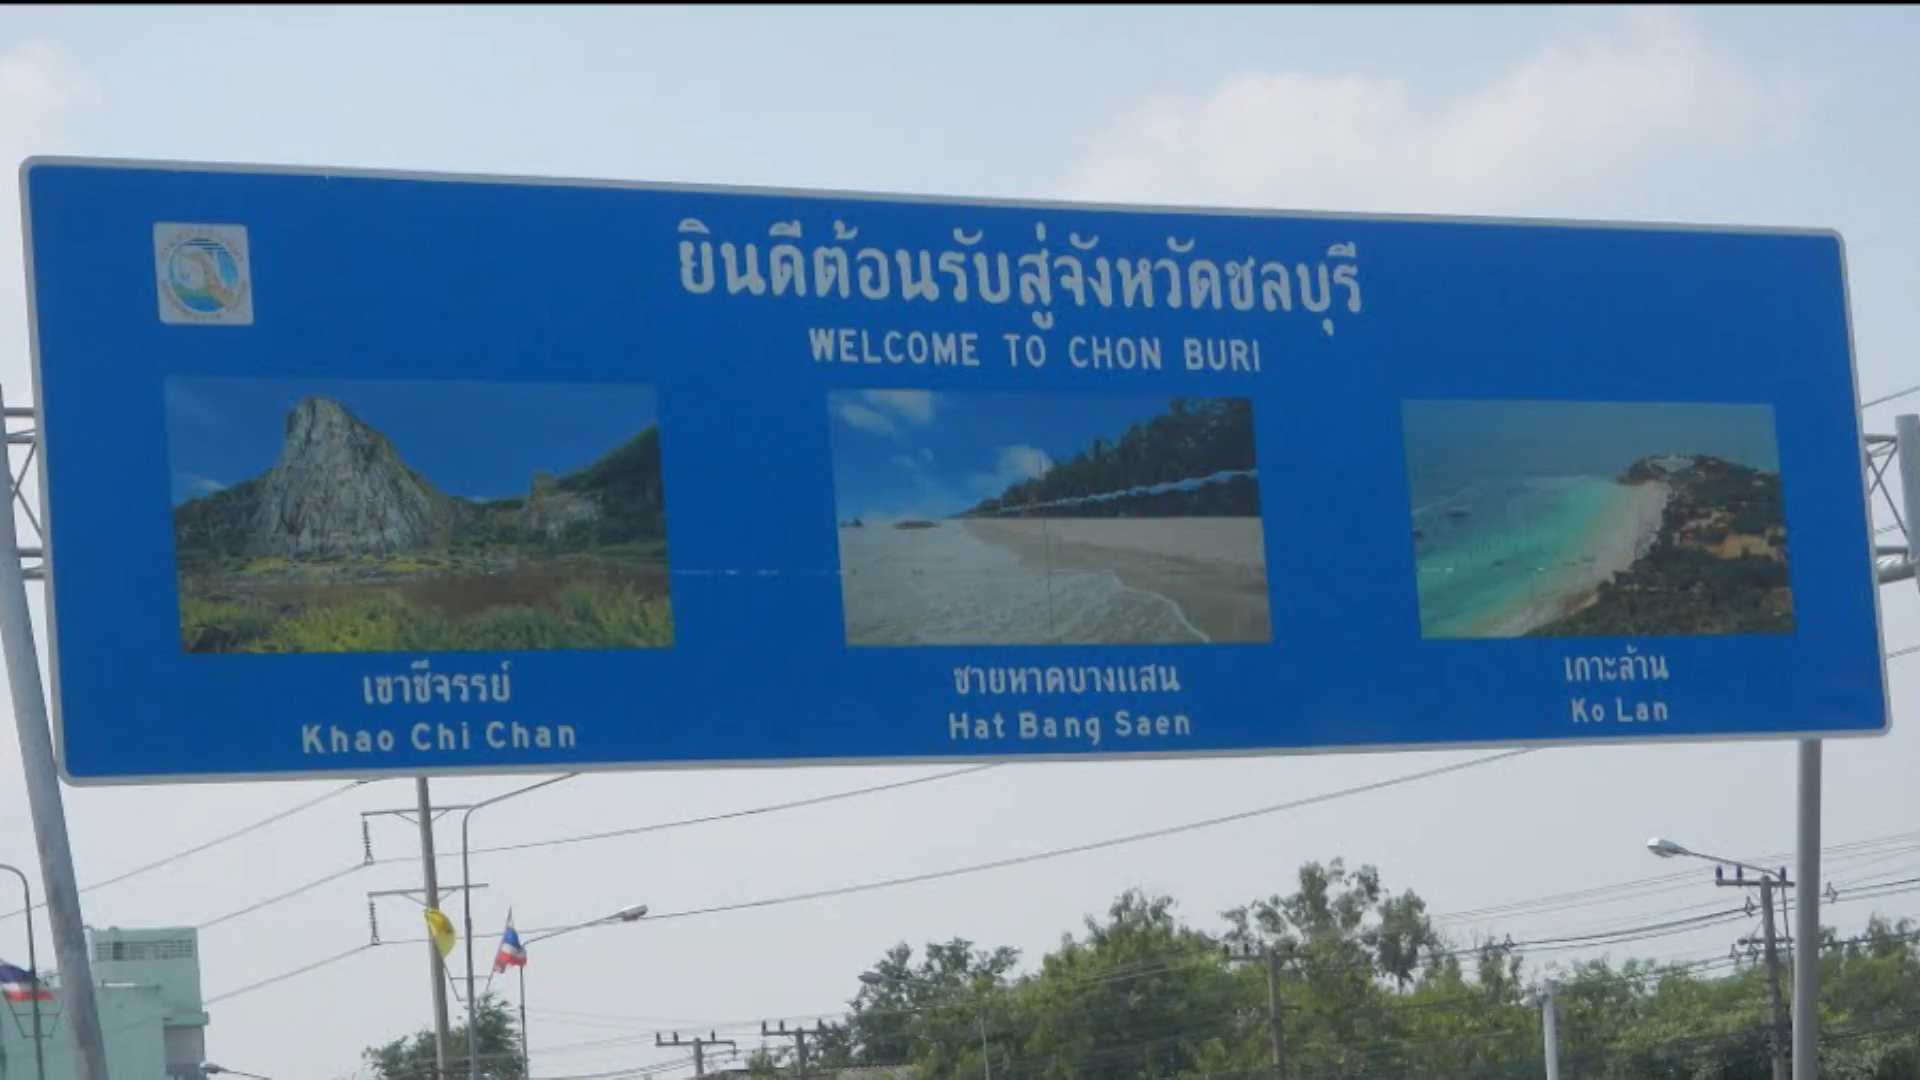 ยินดีต้อนรับสู่จังหวัดชลบุรี
WELCOME TO CHON BURI
เขาชีจรรย์
Khao Chi Chan
ชายหาดบางแสน
Hat Bang Saen
เกาะล้าน
Ko Lan